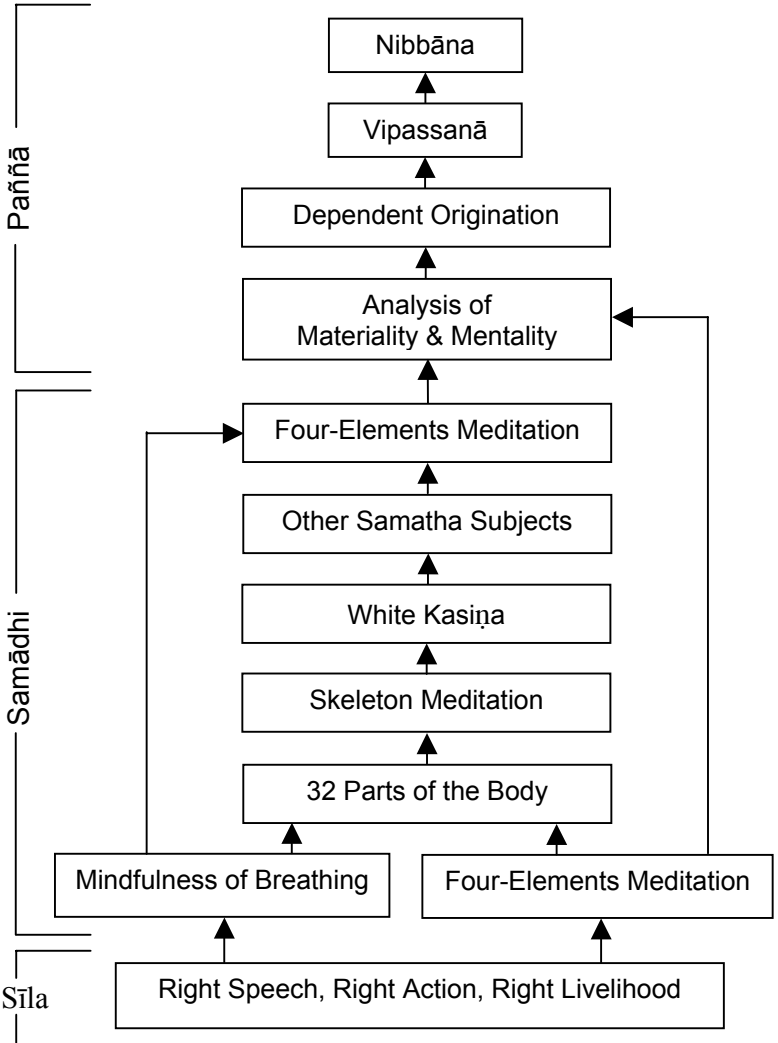 Nibbāna
Vipassanā
Dependent Origination
Analysis of
Materiality & Mentality
Paññā
Four-Elements Meditation
Other Samatha Subjects
White Kasiṇa
Skeleton Meditation
32 Parts of the Body
Mindfulness of Breathing
Four-Elements Meditation
Samādhi
Right Speech, Right Action, Right Livelihood
Sīla